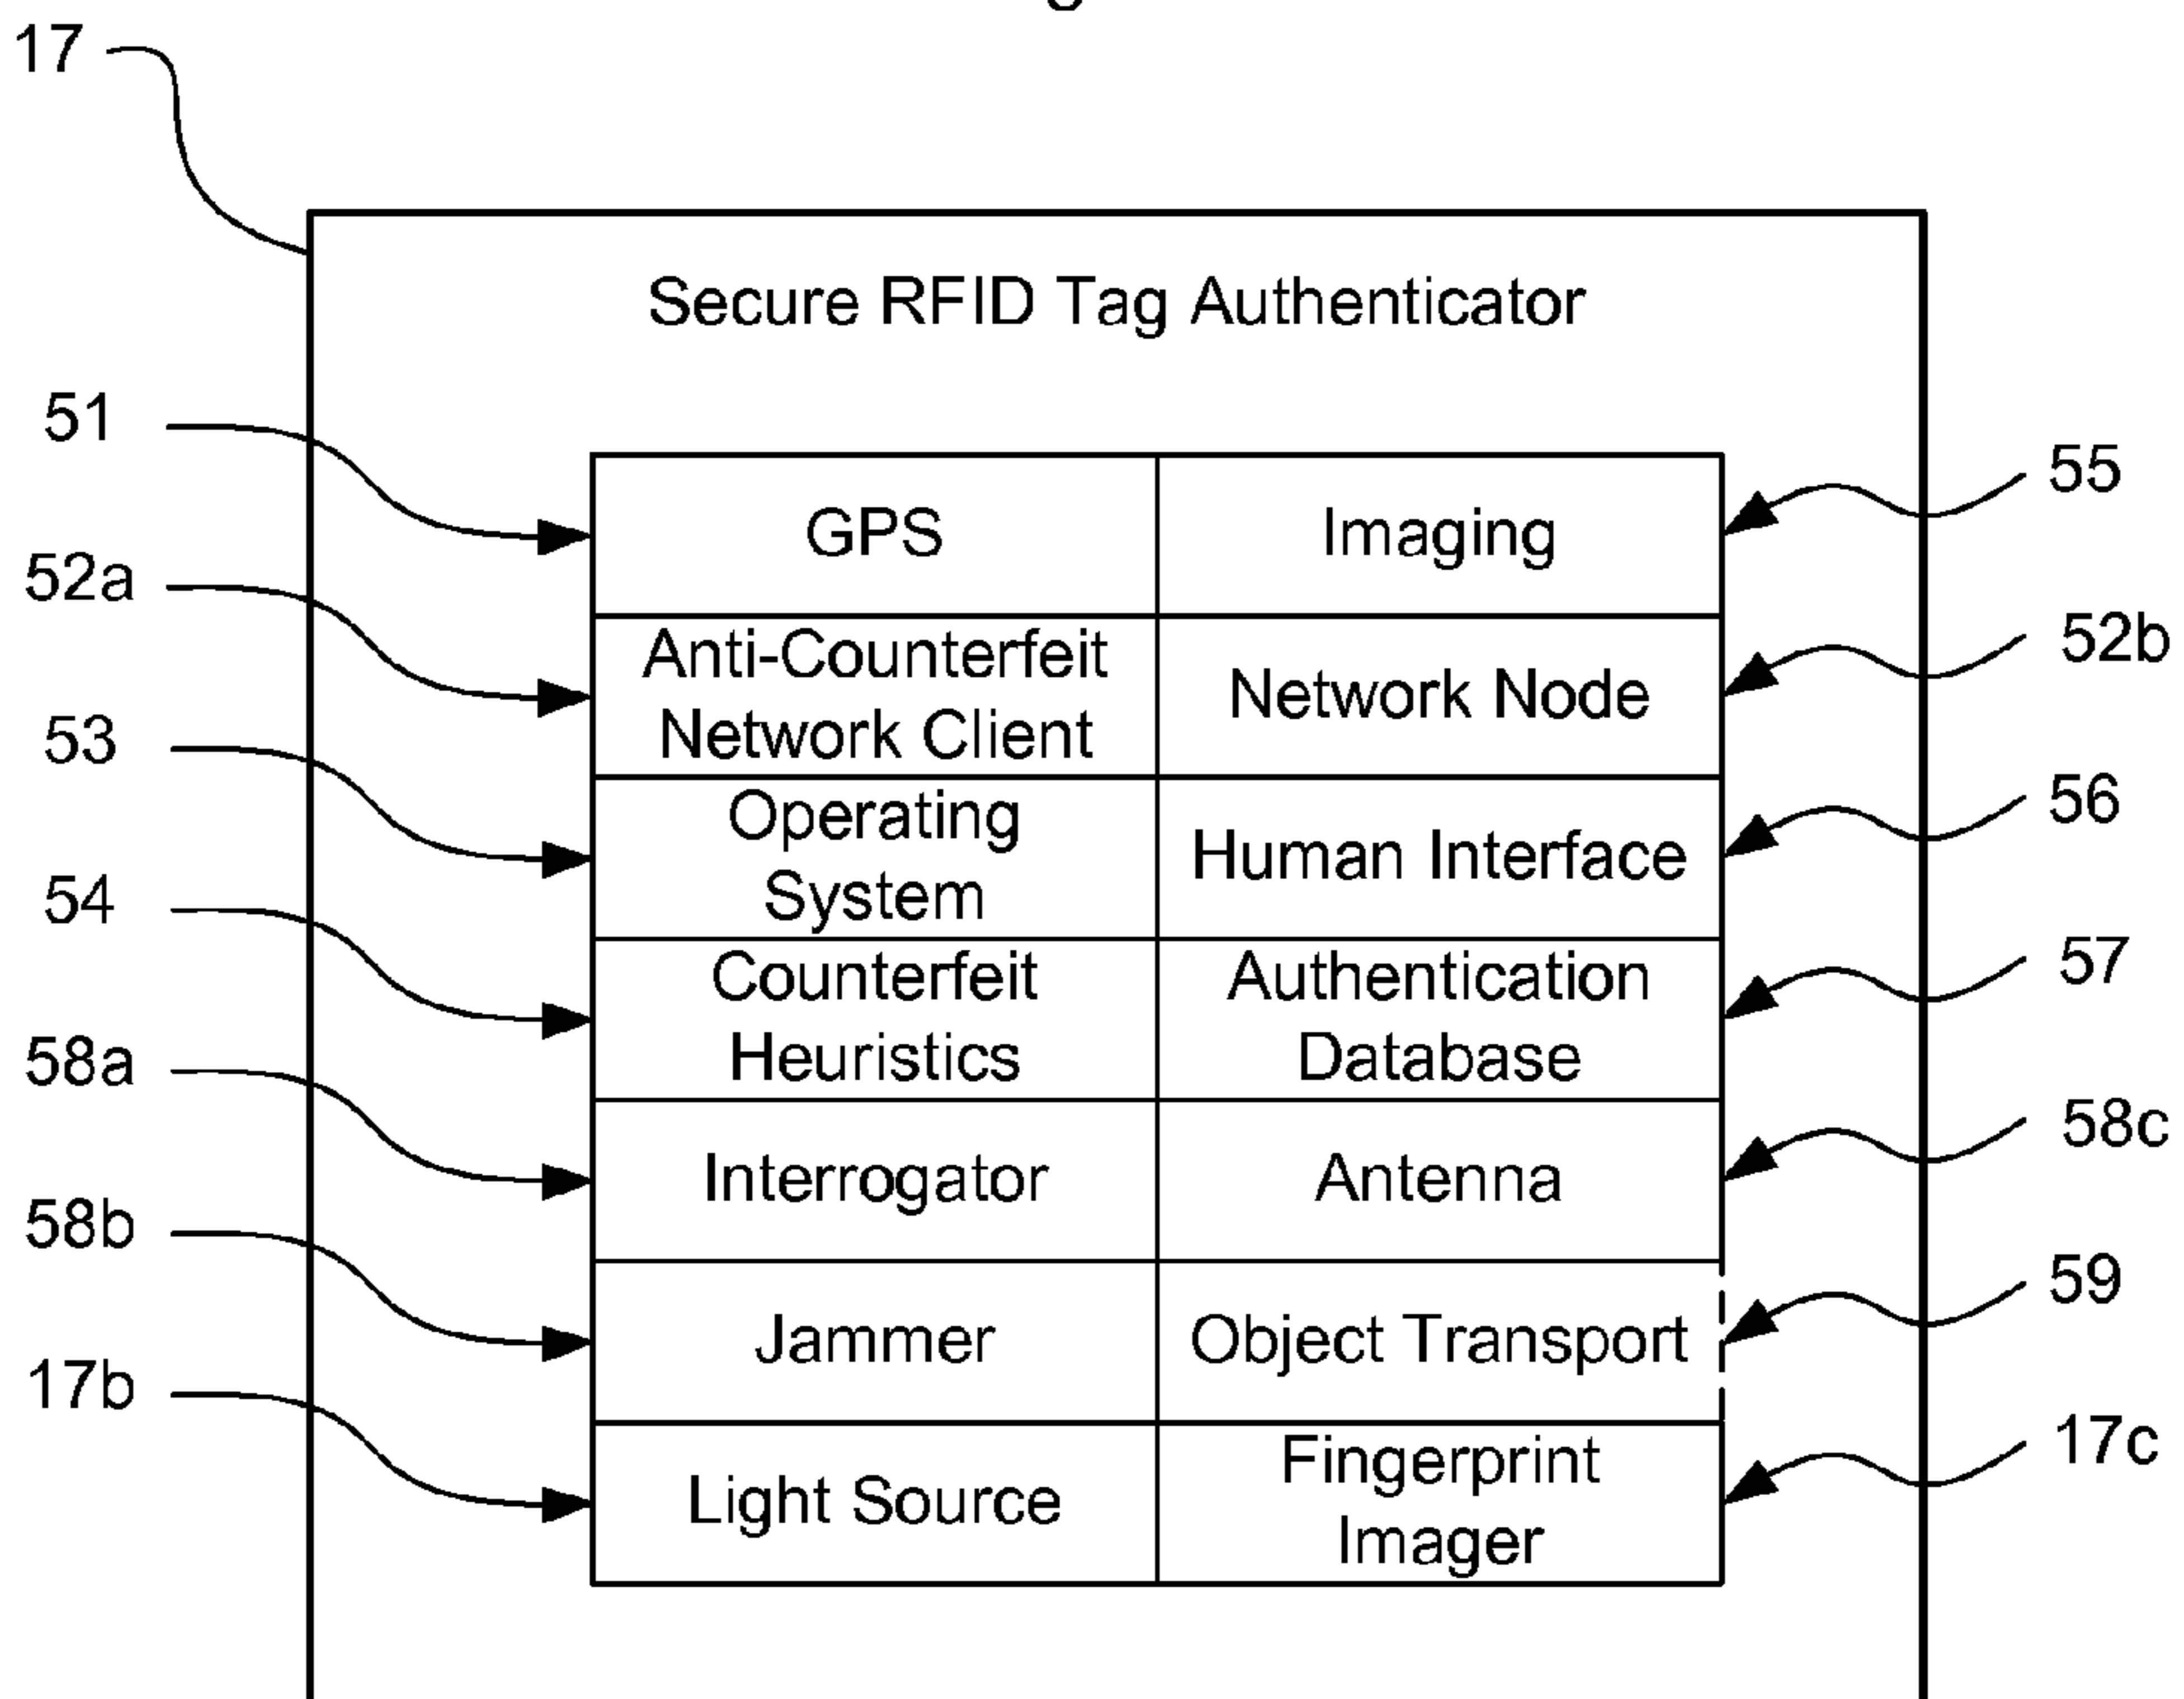 17
Secure RFID Tag Authenticator
51
GPS
Imaging
55
52a
Anti-Counterfeit
Network Client
Network Node
52b
53
Operating
System
Human Interface
56
54
Counterfeit
Heuristics
Authentication
Database
57
58a
Interrogator
Antenna
58c
58b
Jammer
Object Transport
59
17b
Light Source
Fingerprint
Imager
17c